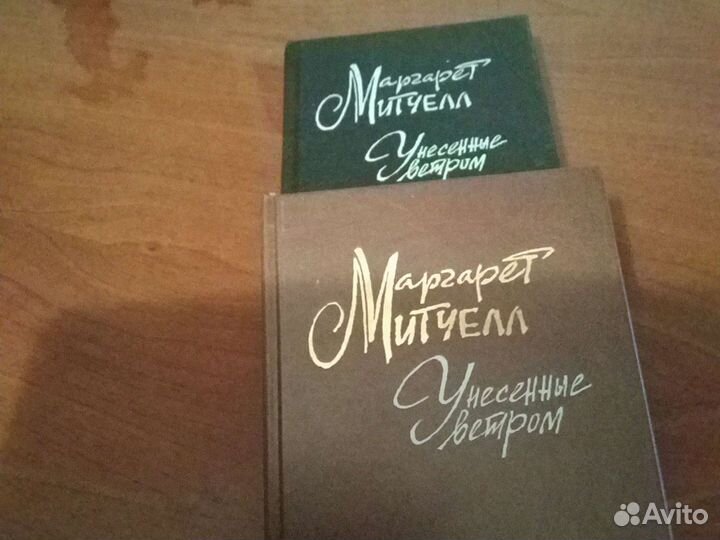 Маргарет
Митчелл
Унесенные
ветром
Маргарет
Митчелл
Унесенные
ветром
Avito